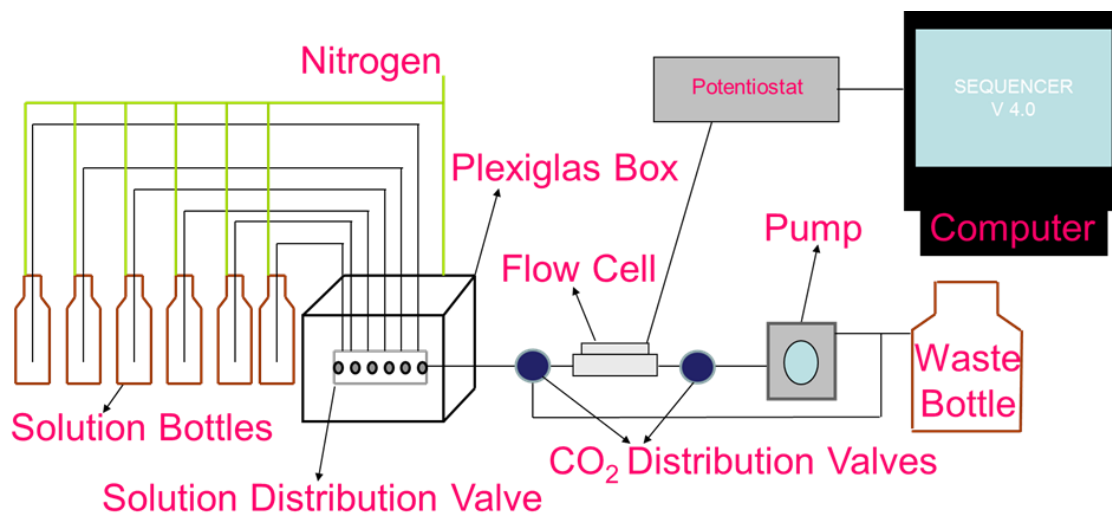 Nitrogen
Potentiostat
SEQUENCER
V 4.0
Plexiglas Box
Computer
Pump
Flow Cell
Waste
Bottle
Solution Bottles
CO₂ Distribution Valves
Solution Distribution Valve